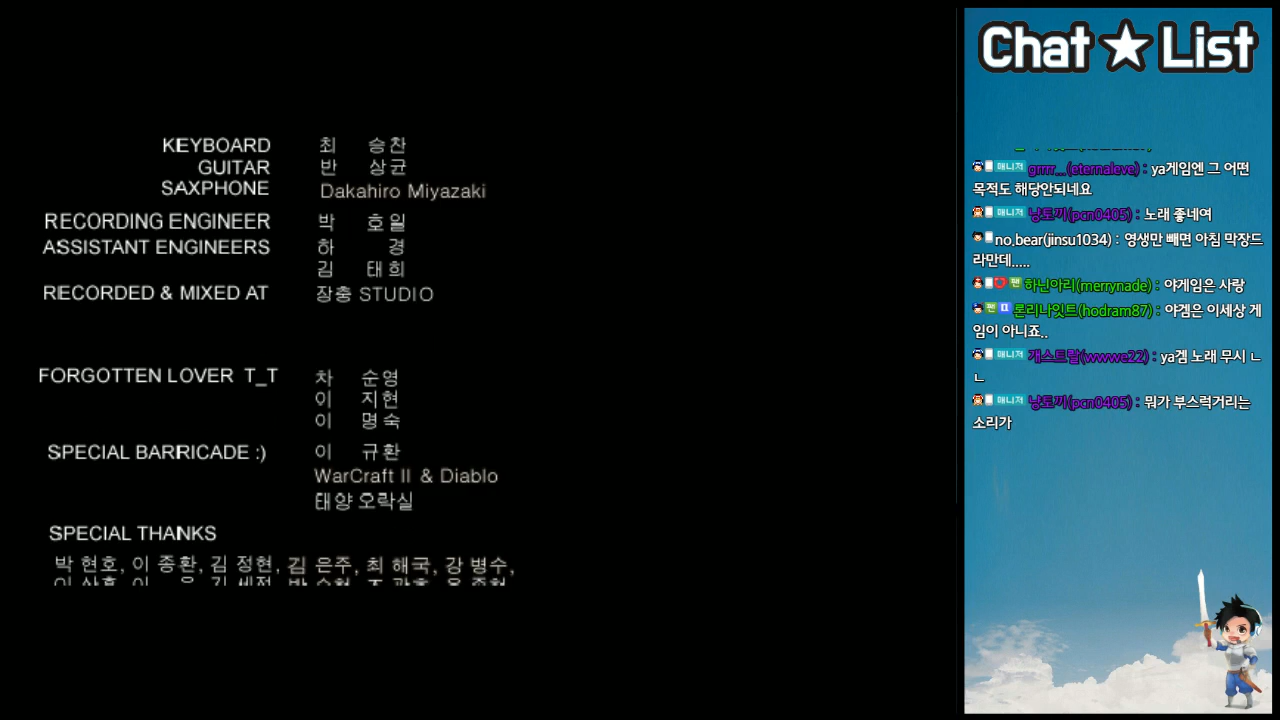 KEYBOARD 최 승찬
GUITAR 반 상균
SAXPHONE Dakahiro Miyazaki
RECORDING ENGINEER 박 호일
ASSISTANT ENGINEERS 하 경
김 태희
RECORDED & MIXED AT 장충 STUDIO
FORGOTTEN LOVER T_T 차 순영
이 지현
이 명숙
SPECIAL BARRICADE :) 이 규환
WarCraft II & Diablo
태양 오락실
SPECIAL THANKS
박 현호, 이 종환, 김 정현, 김 은주, 최 해국, 강 병수,
Chat★List
매니저 grrrr...(eternaleve) : ya게임엔 그 어떤
목적도 해당안되네요
매니저 냥토끼(pcn0405) : 노래 좋네여
no,bear(jinsu1034) : 영생만 빼면 아침 막장드
라만데.....
팬 하닌아리(merrynade) : 야게임은 사랑
팬 론리나잇트(hodram87) : 야겜은 이세상 게
임이 아니죠..
매니저 개스트랄(wwwe22) : ya겜 노래 무시 ㄴ
ㄴ
매니저 냥토끼(pcn0405) : 뭐가 부스럭거리는
소리가